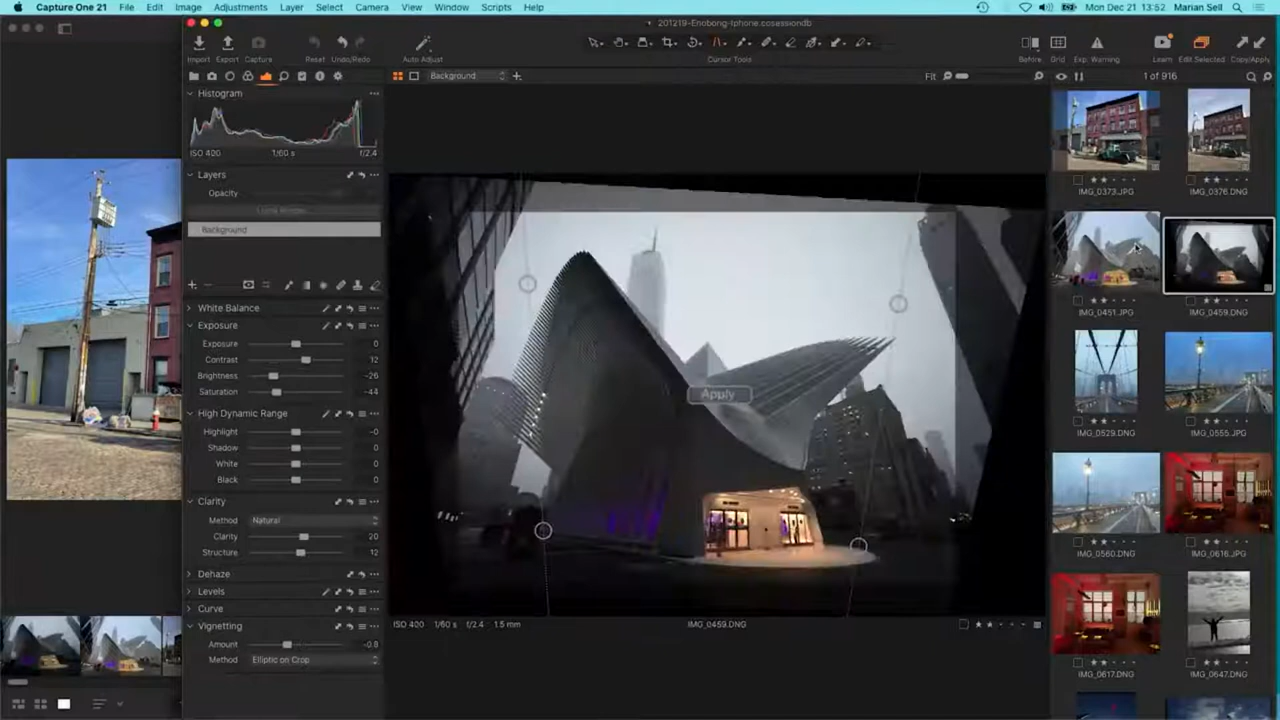 Capture One 21 File Edit Image Adjustments Layer Select Camera View Window Scripts Help Mon Dec 21 13:52 Marian Sell
201219-Enobong-Iphone.cosessiondb
Import Export Capture Reset Undo/Redo Auto Adjust Cursor Tools Before Grid Exp. Warning Learn Edit Selected Copy/Apply
Background Fit 1 of 916
Histogram
ISO 400 1/60 s f/2.4
Layers
Opacity
Background
White Balance
Exposure
Exposure 0
Contrast 12
Brightness -26
Saturation -44
High Dynamic Range
Highlight -0
Shadow 0
White 0
Black 0
Clarity
Method Natural
Clarity 20
Structure 12
Dehaze
Levels
Curve
Vignetting
Amount -0.8
Method Elliptic on Crop
Apply
ISO 400 1/60 s f/2.4 1.5 mm IMG_0459.DNG
IMG_0373.JPG IMG_0376.DNG
IMG_0451.JPG IMG_0459.DNG
IMG_0529.DNG IMG_0555.JPG
IMG_0560.DNG IMG_0616.JPG
IMG_0617.DNG IMG_0647.DNG